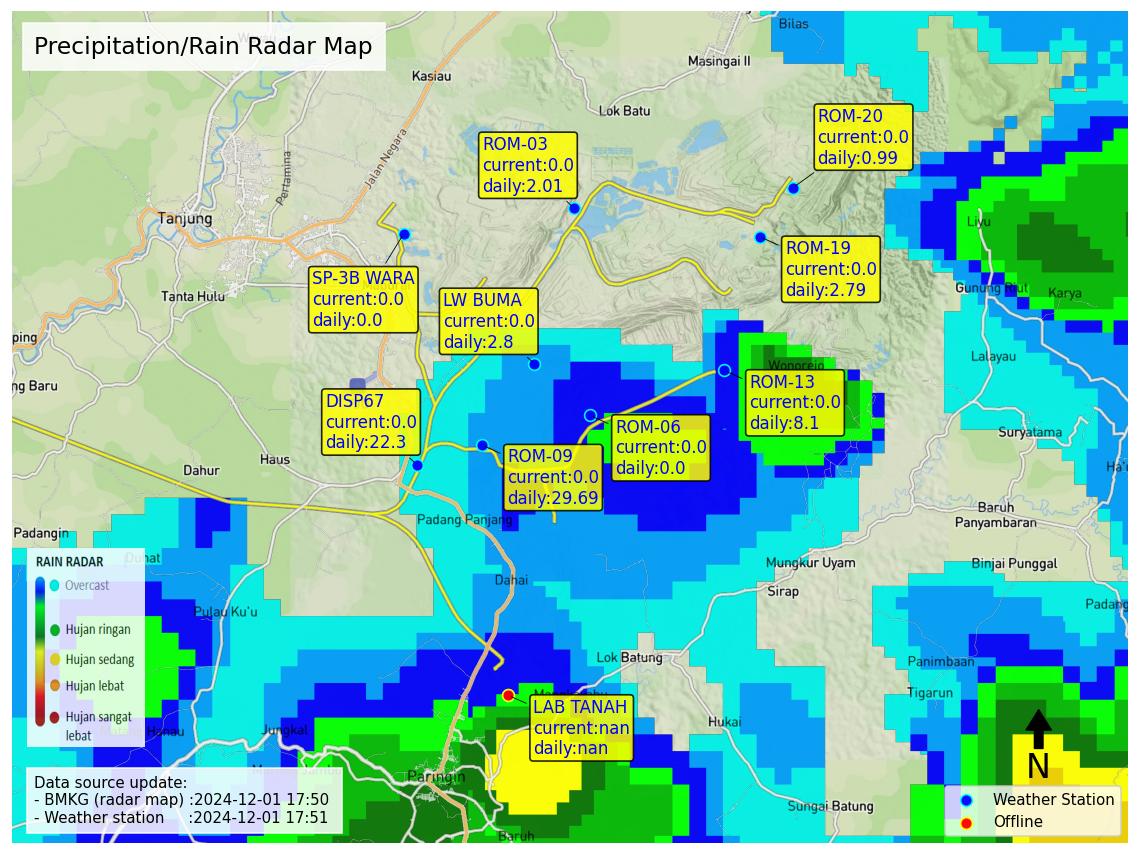 Precipitation/Rain Radar Map
Bilas
Kasiau
Masingai II
Lok Batu
Pertamina
Jalan Negara
ROM-03
current:0.0
daily:2.01
ROM-20
current:0.0
daily:0.99
Tanjung
Liyu
ROM-19
current:0.0
daily:2.79
SP-3B WARA
current:0.0
daily:0.0
LW BUMA
current:0.0
daily:2.8
Tanta Hulu
Gunung Riut
Karya
ping
Lalayau
Wonorejo
ng Baru
ROM-13
current:0.0
daily:8.1
DISP67
current:0.0
daily:22.3
ROM-06
current:0.0
daily:0.0
Suryatama
ROM-09
current:0.0
daily:29.69
Haus
Dahur
Ha'u
Padang Panjang
Baruh
Panyambaran
Padangin
Mungkur Uyam
Binjai Punggal
Dahai
Sirap
Padang
RAIN RADAR
Overcast
Hujan ringan
Hujan sedang
Hujan lebat
Hujan sangat
lebat
Pulau Ku'u
Lok Batung
Panimbaan
Tigarun
LAB TANAH
current:nan
daily:nan
Hukai
Hanau
Jungkal
Paringin
Sungai Batung
Baruh
Data source update:
- BMKG (radar map) :2024-12-01 17:50
- Weather station :2024-12-01 17:51
N
Weather Station
Offline